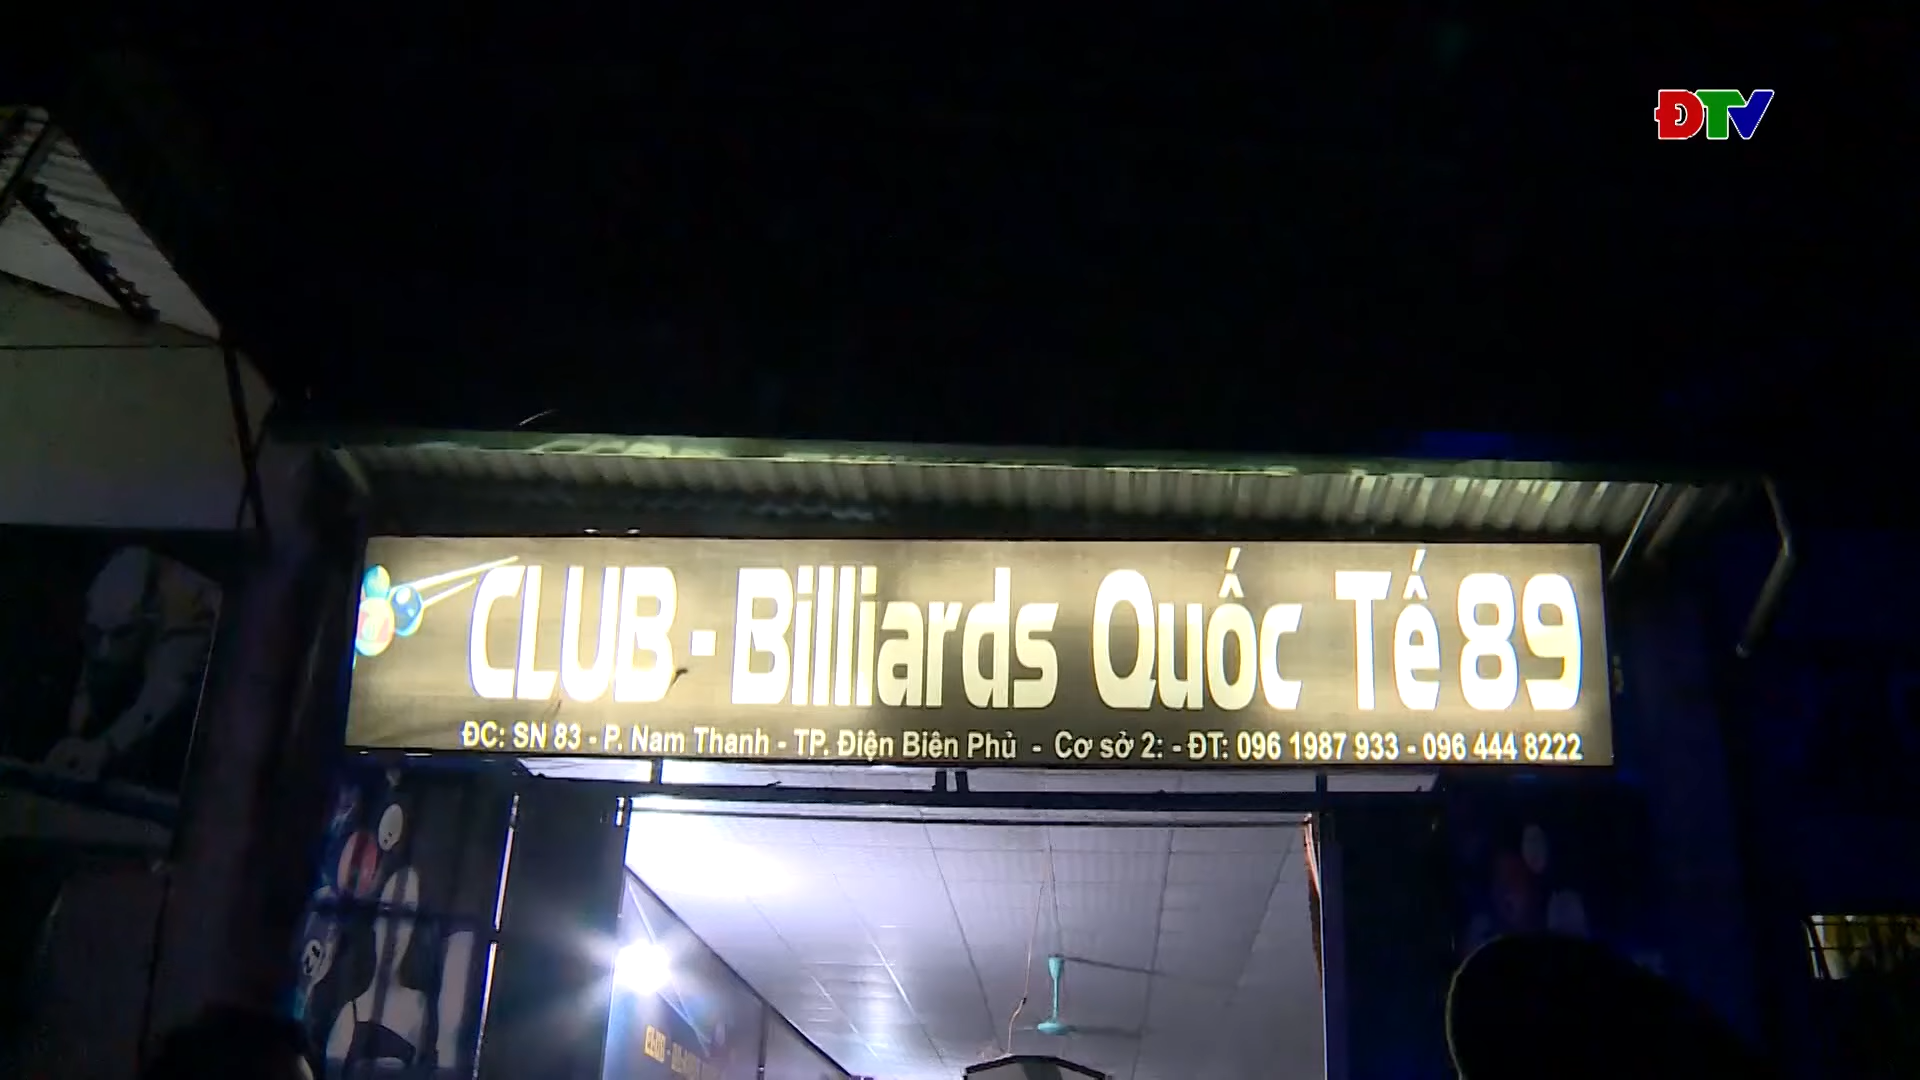 ĐTV
CLUB - Billiards Quốc Tế 89
ĐC: SN 83 - P. Nam Thanh - TP. Điện Biên Phủ - Cơ sở 2: - ĐT: 096 1987 933 - 096 444 8222